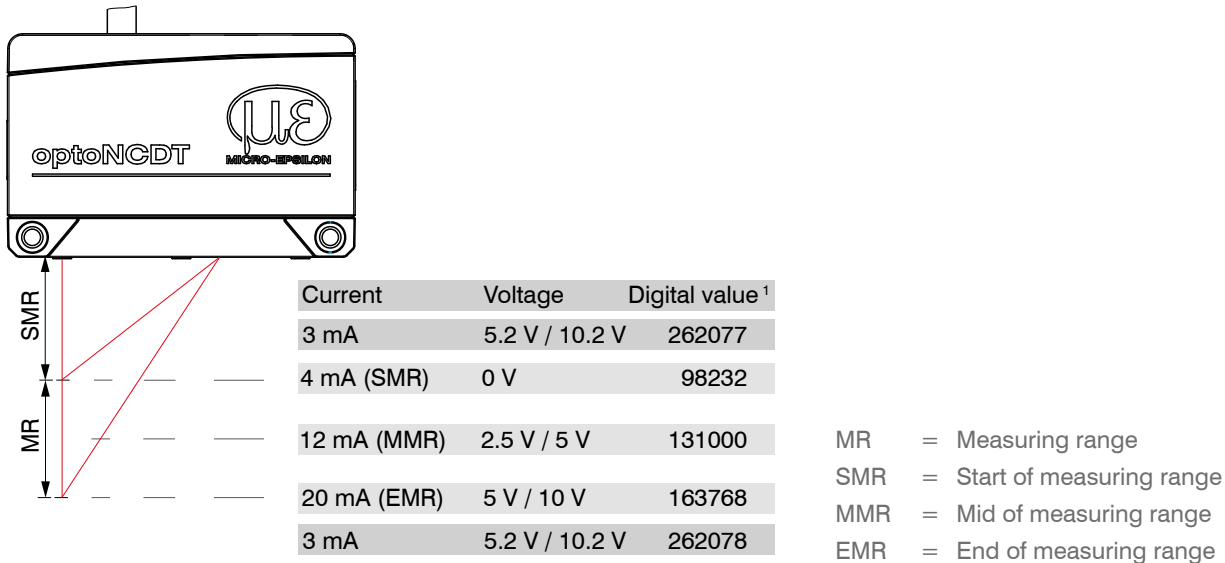 με
optoNCDT
MICRO-EPSILON
SMR
MR
Current Voltage Digital value 1
3 mA 5.2 V / 10.2 V 262077
4 mA (SMR) 0 V 98232
12 mA (MMR) 2.5 V / 5 V 131000
20 mA (EMR) 5 V / 10 V 163768
3 mA 5.2 V / 10.2 V 262078
MR = Measuring range
SMR = Start of measuring range
MMR = Mid of measuring range
EMR = End of measuring range